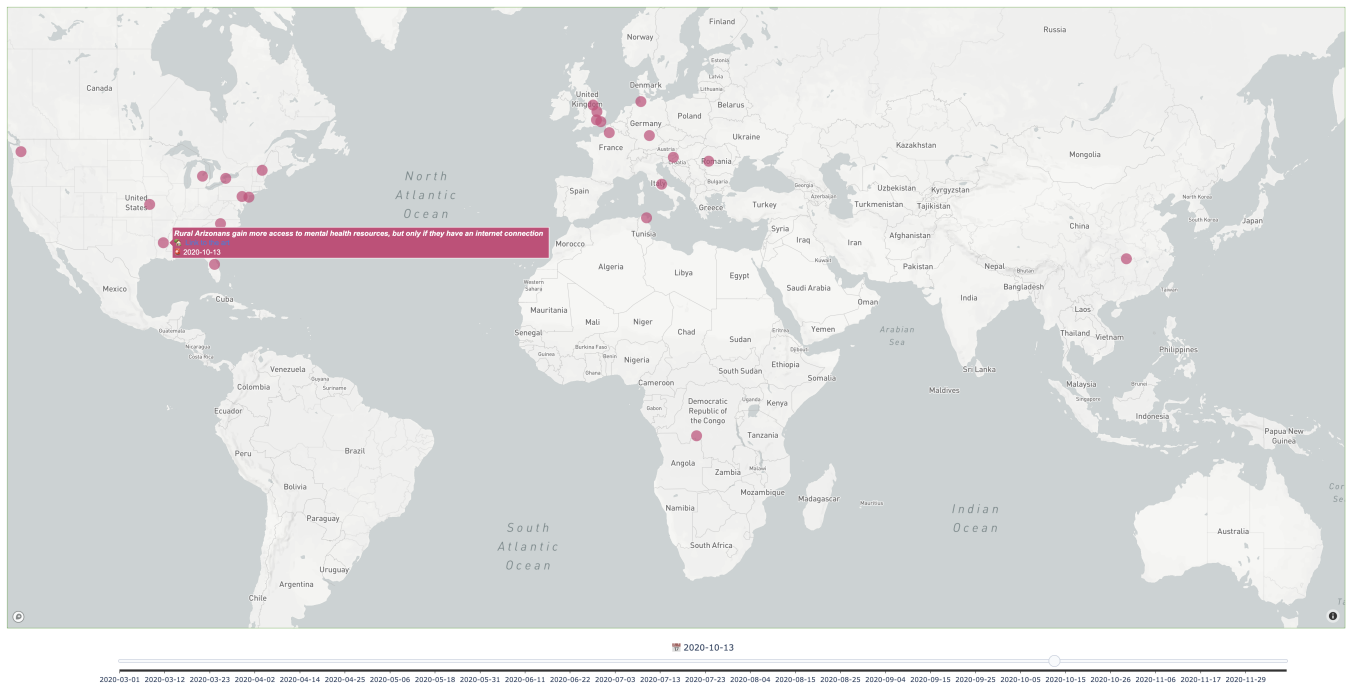 Finland
Norway
Russia
Estonia
Latvia
Denmark
Lithuania
Canada
United
Kingdom
Belarus
Poland
Germany
Ukraine
France
Austria
Kazakhstan
Mongolia
Croatia
Romania
North
Atlantic
Ocean
Italy
Bulgaria
Georgia
Uzbekistan
Kyrgyzstan
Spain
Azerbaijan
North Korea
United
States
Greece
Turkey
Turkmenistan
Tajikistan
South Korea
Japan
China
Tunisia
Syria
Rural Arizonans gain more access to mental health resources, but only if they have an internet connection
2020-10-13
Morocco
Iraq
Iran
Afghanistan
Kuwait
Pakistan
Nepal
Bhutan
Algeria
Libya
Egypt
Western
Sahara
Saudi Arabia
Bangladesh
Mexico
Taiwan
Cuba
India
Oman
Mauritania
Laos
Mali
Niger
Chad
Yemen
Arabian
Sea
Guatemala
Senegal
Sudan
Eritrea
Thailand
Vietnam
Nicaragua
Costa Rica
Guinea
Burkina Faso
Benin
Djibouti
Philippines
Nigeria
Ethiopia
Venezuela
Ghana
South Sudan
Sri Lanka
Guyana
Suriname
Cameroon
Somalia
Colombia
Maldives
Malaysia
Brunei
Singapore
Democratic
Republic of
the Congo
Uganda
Kenya
Gabon
Ecuador
Indonesia
Papua New
Guinea
Tanzania
Peru
Brazil
Angola
Zambia
Malawi
Bolivia
Mozambique
Madagascar
Mauritius
Namibia
Indian
Ocean
Paraguay
South
Atlantic
Ocean
Australia
South Africa
Uruguay
Argentina
Chile
2020-10-13
2020-03-01 2020-03-12 2020-03-23 2020-04-02 2020-04-14 2020-04-25 2020-05-06 2020-05-18 2020-05-31 2020-06-11 2020-06-22 2020-07-03 2020-07-13 2020-07-23 2020-08-04 2020-08-15 2020-08-25 2020-09-04 2020-09-15 2020-09-25 2020-10-05 2020-10-15 2020-10-26 2020-11-06 2020-11-17 2020-11-29